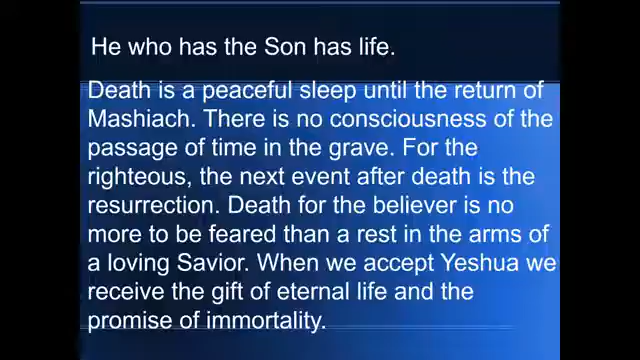 He who has the Son has life.
Death is a peaceful sleep until the return of
Mashiach. There is no consciousness of the
passage of time in the grave. For the
righteous, the next event after death is the
resurrection. Death for the believer is no
more to be feared than a rest in the arms of
a loving Savior. When we accept Yeshua we
receive the gift of eternal life and the
promise of immortality.